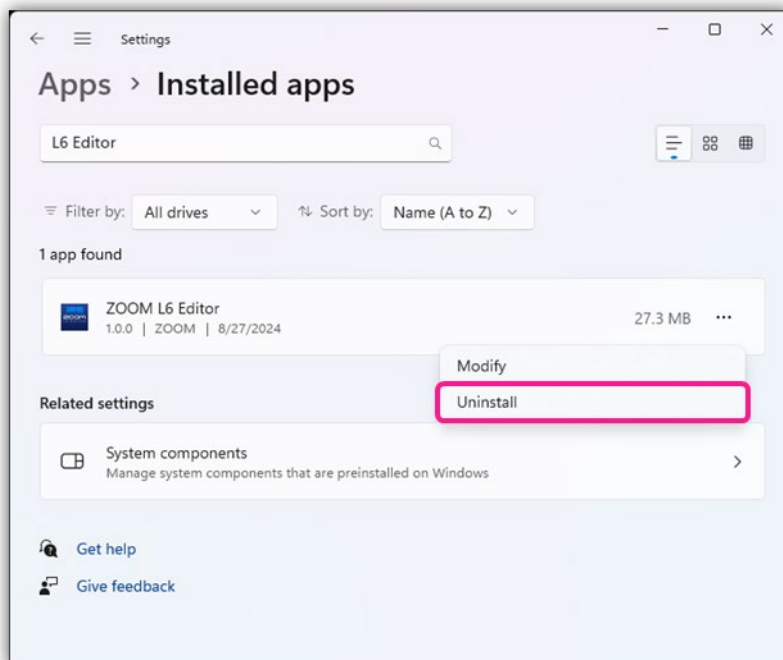 Settings
Apps > Installed apps
L6 Editor
Filter by: All drives
Sort by: Name (A to Z)
1 app found
ZOOM L6 Editor
1.0.0 | ZOOM | 8/27/2024
27.3 MB
Modify
Uninstall
Related settings
System components
Manage system components that are preinstalled on Windows
Get help
Give feedback